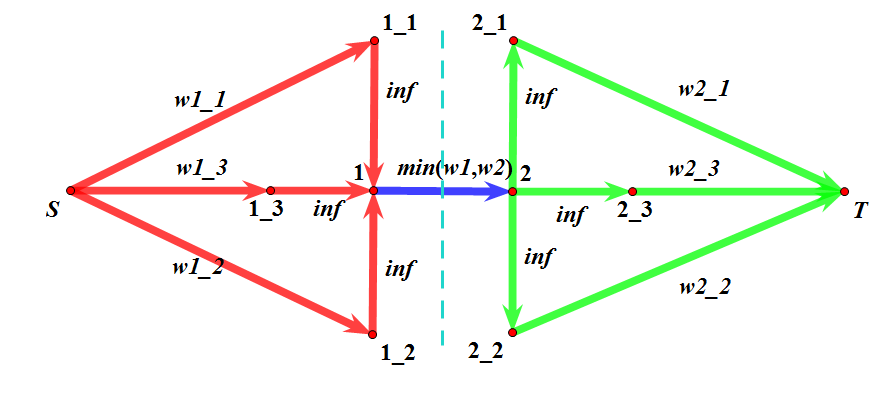 1_1
2_1
w1_1
inf
inf
w2_1
w1_3
1
min(w1,w2)
2
w2_3
S
1_3
inf
inf
2_3
T
w1_2
inf
inf
w2_2
1_2
2_2